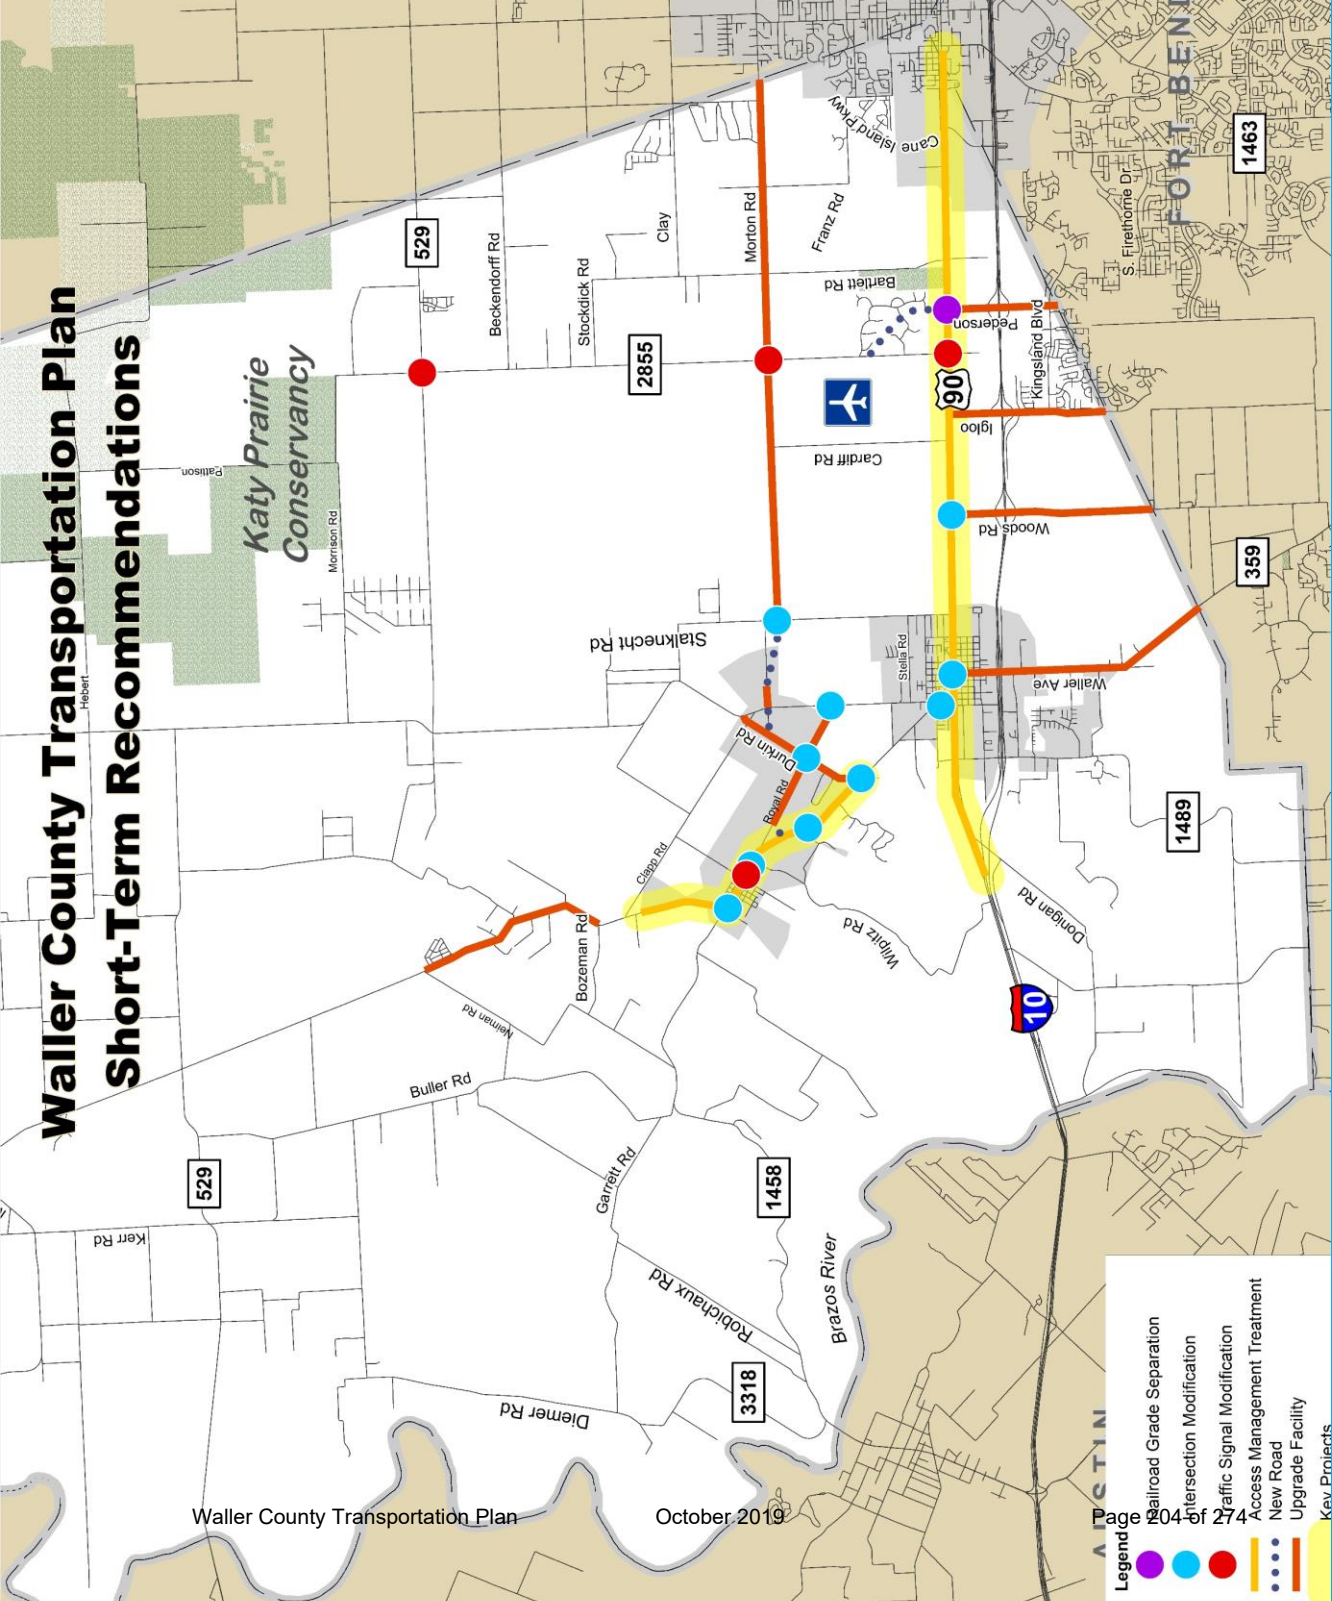 Waller County Transportation Plan
Short-Term Recommendations
Katy Prairie
Conservancy
Hebert
Pattison
Morrison Rd
529
Beckendorff Rd
Stockdick Rd
Clay
2855
Morton Rd
Franz Rd
Cane Island Pkwy
Bartlett Rd
Pederson
Kingsland Blvd
S. Firethorne Dr
FORT BEND
1463
90
Igloo
Cardiff Rd
Woods Rd
359
Stalknecht Rd
Stella Rd
Waller Ave
Durkin Rd
Royal Rd
Clapp Rd
1489
Donigan Rd
Wilpitz Rd
Bozeman Rd
Neiman Rd
10
Buller Rd
529
Garrett Rd
1458
Kerr Rd
Robichaux Rd
Brazos River
3318
Diemer Rd
AUSTIN
Legend
Railroad Grade Separation
Intersection Modification
Traffic Signal Modification
Access Management Treatment
New Road
Upgrade Facility
Key Projects
Waller County Transportation Plan October 2019 Page 204 of 274